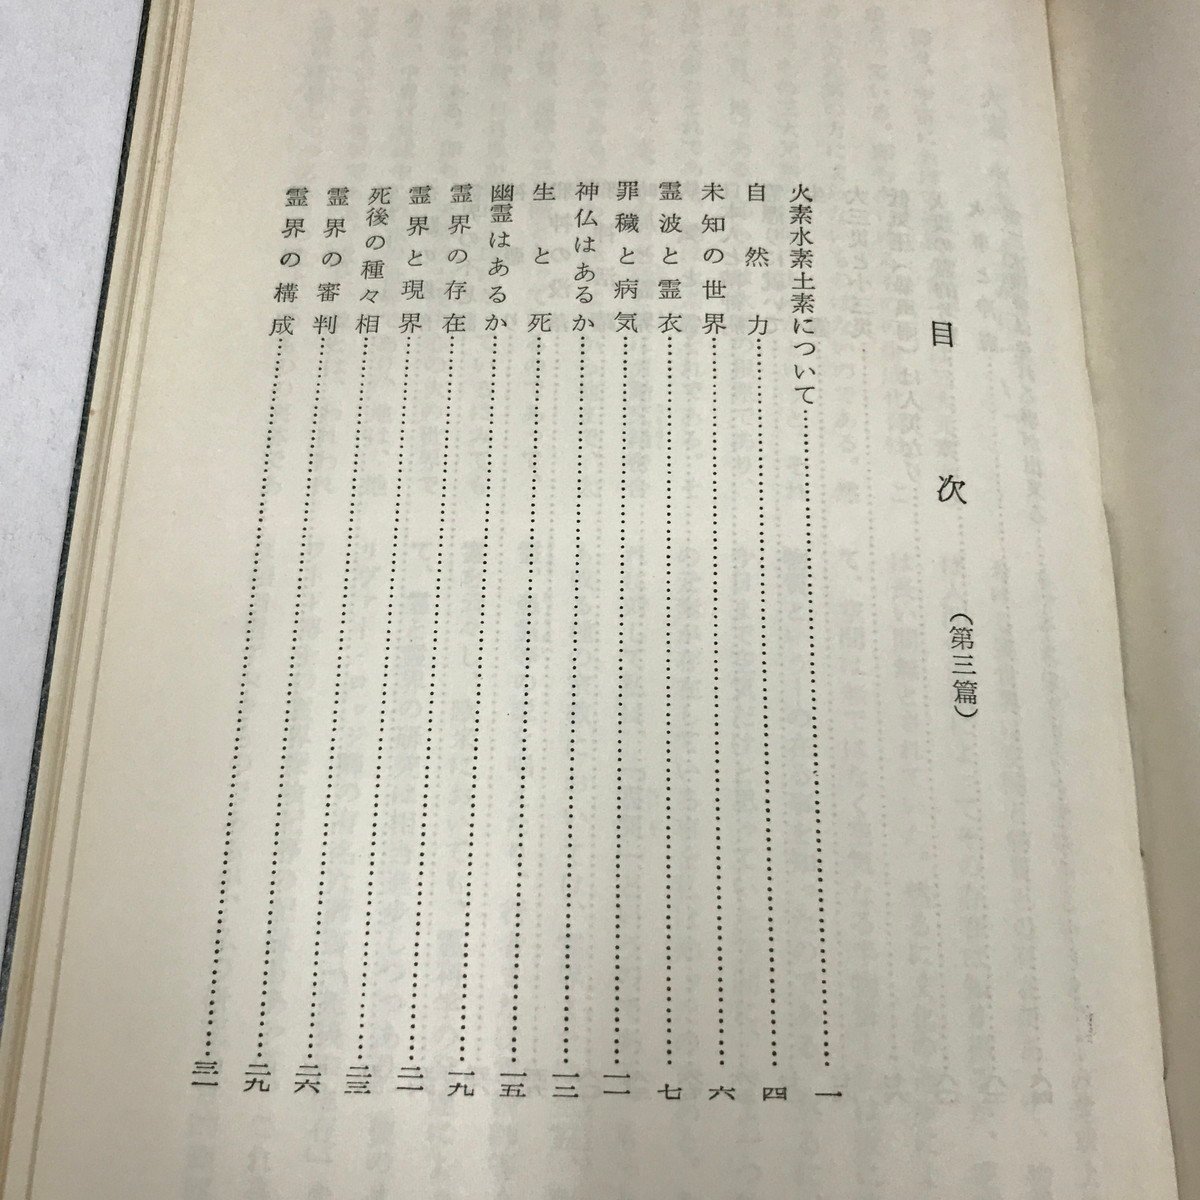 目次 (第三篇)
火素水素土素について……一
自然力……四
未知の世界……六
霊波と霊衣……七
罪穢と病気……一一
神仏はあるか……一三
生と死……一五
幽霊はあるか……一九
霊界の存在……二一
霊界と現界……二三
死後の種々相……二六
霊界の審判……二九
霊界の構成……三一